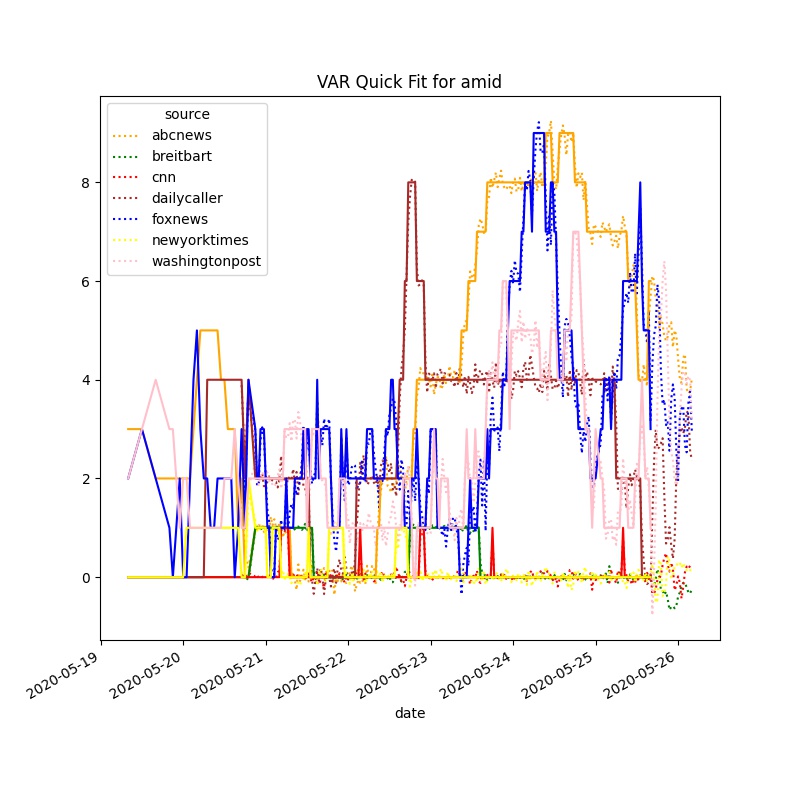 VAR Quick Fit for amid
source
abcnews
breitbart
cnn
dailycaller
foxnews
newyorktimes
washingtonpost
8
6
4
2
0
2020-05-19
2020-05-20
2020-05-21
2020-05-22
2020-05-23
2020-05-24
2020-05-25
2020-05-26
date